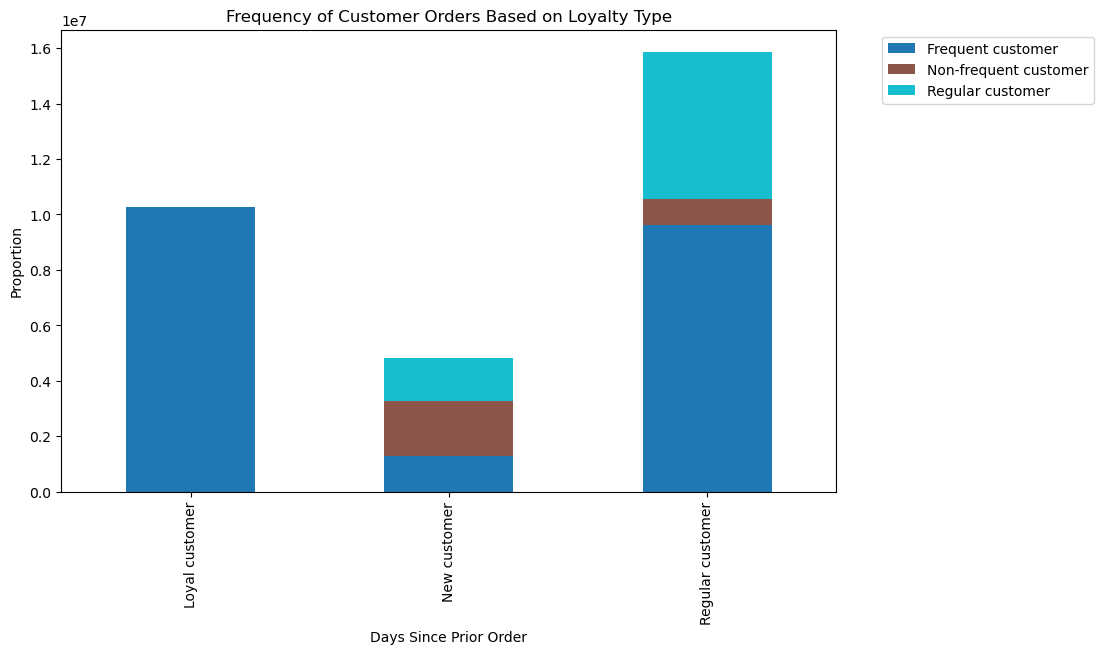 Frequency of Customer Orders Based on Loyalty Type
1e7
1.6
1.4
1.2
1.0
0.8
0.6
0.4
0.2
0.0
Proportion
Loyal customer
New customer
Regular customer
Days Since Prior Order
Frequent customer
Non-frequent customer
Regular customer